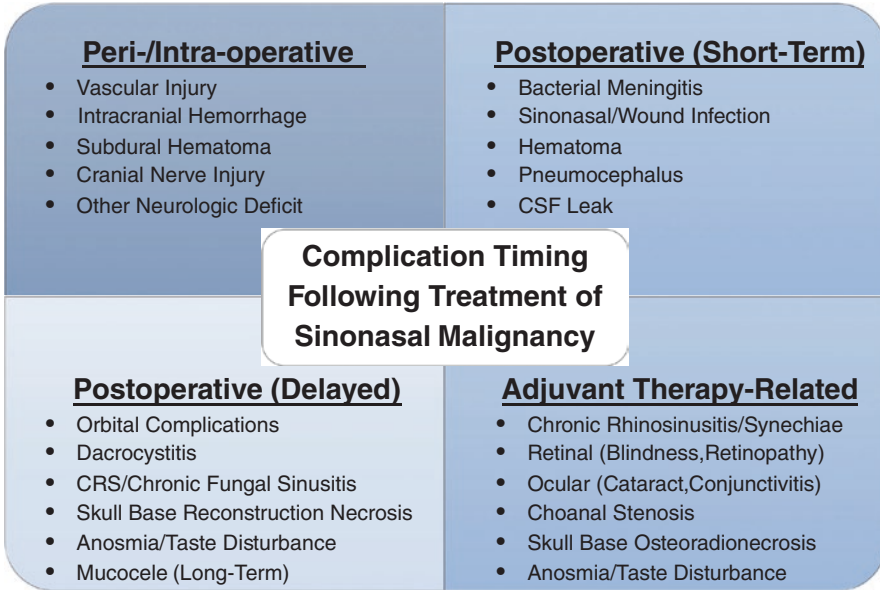 Peri-/Intra-operative
• Vascular Injury
• Intracranial Hemorrhage
• Subdural Hematoma
• Cranial Nerve Injury
• Other Neurologic Deficit
Postoperative (Short-Term)
• Bacterial Meningitis
• Sinonasal/Wound Infection
• Hematoma
• Pneumocephalus
• CSF Leak
Complication Timing
Following Treatment of
Sinonasal Malignancy
Postoperative (Delayed)
• Orbital Complications
• Dacrocystitis
• CRS/Chronic Fungal Sinusitis
• Skull Base Reconstruction Necrosis
• Anosmia/Taste Disturbance
• Mucocele (Long-Term)
Adjuvant Therapy-Related
• Chronic Rhinosinusitis/Synechiae
• Retinal (Blindness,Retinopathy)
• Ocular (Cataract,Conjunctivitis)
• Choanal Stenosis
• Skull Base Osteoradionecrosis
• Anosmia/Taste Disturbance